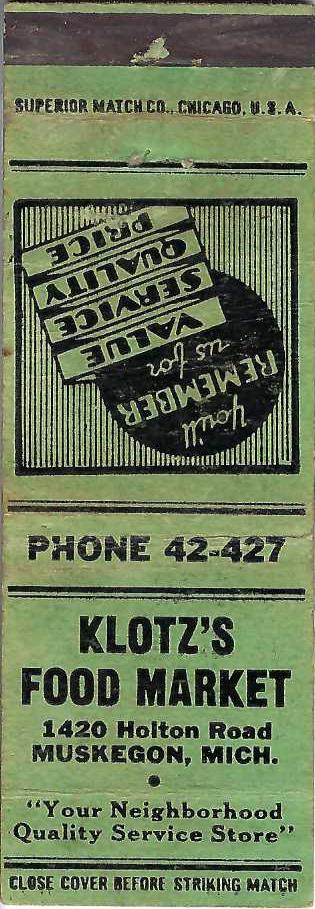 SUPERIOR MATCH CO., CHICAGO, U.S.A.
You'll
REMEMBER
us for
VALUE
SERVICE
QUALITY
PRICE
PHONE 42-427
KLOTZ'S
FOOD MARKET
1420 Holton Road
MUSKEGON, MICH.
"Your Neighborhood
Quality Service Store"
CLOSE COVER BEFORE STRIKING MATCH